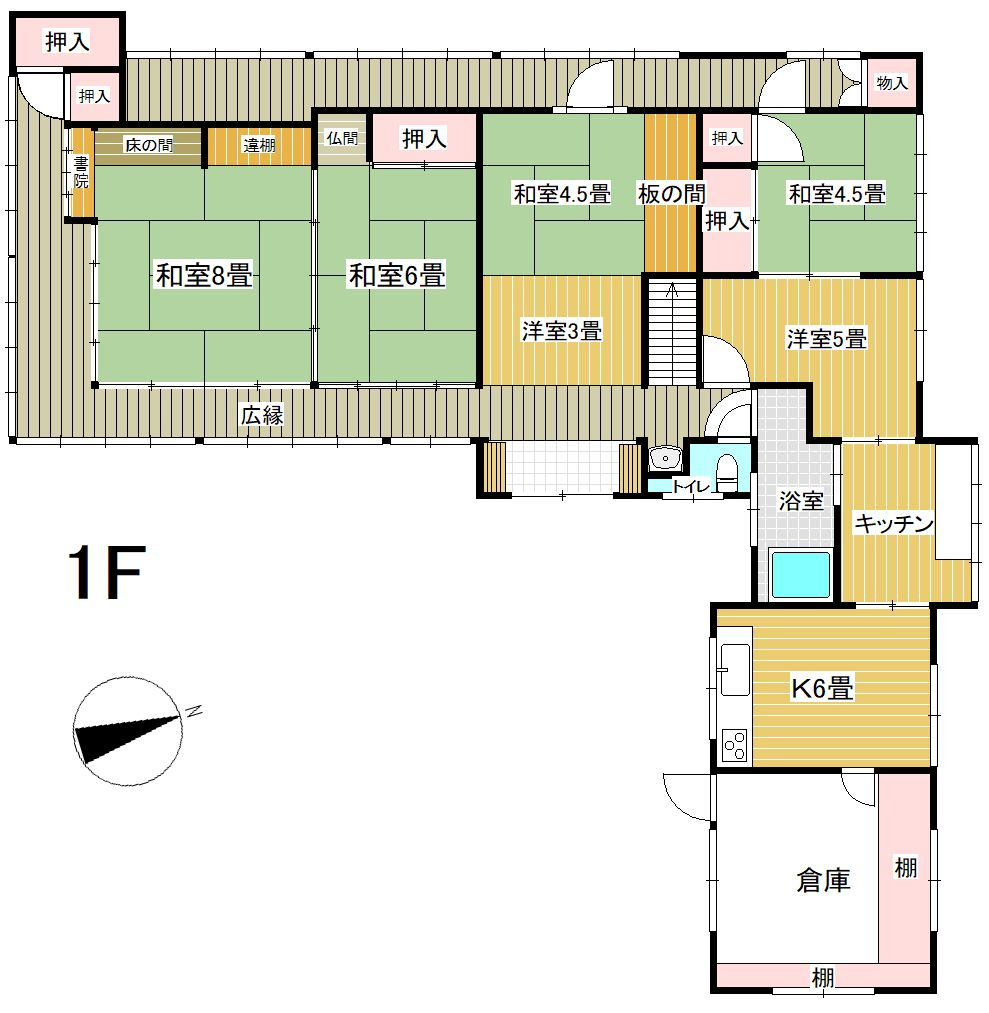 押入
押入
物入
書院
床の間
違棚
仏間
押入
押入
和室4.5畳
板の間
押入
和室4.5畳
和室8畳
和室6畳
洋室3畳
洋室5畳
広縁
トイレ
浴室
キッチン
1F
K6畳
N
倉庫
棚
棚